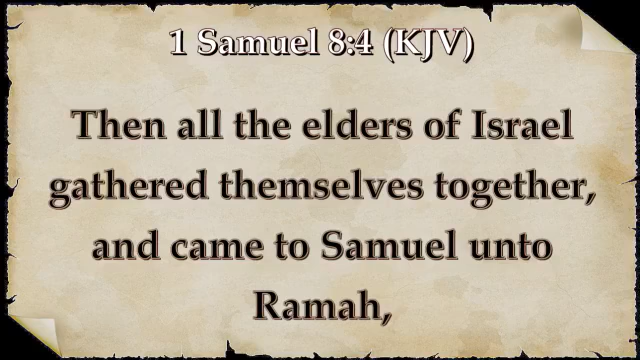 1 Samuel 8:4 (KJV)
Then all the elders of Israel
gathered themselves together,
and came to Samuel unto
Ramah,